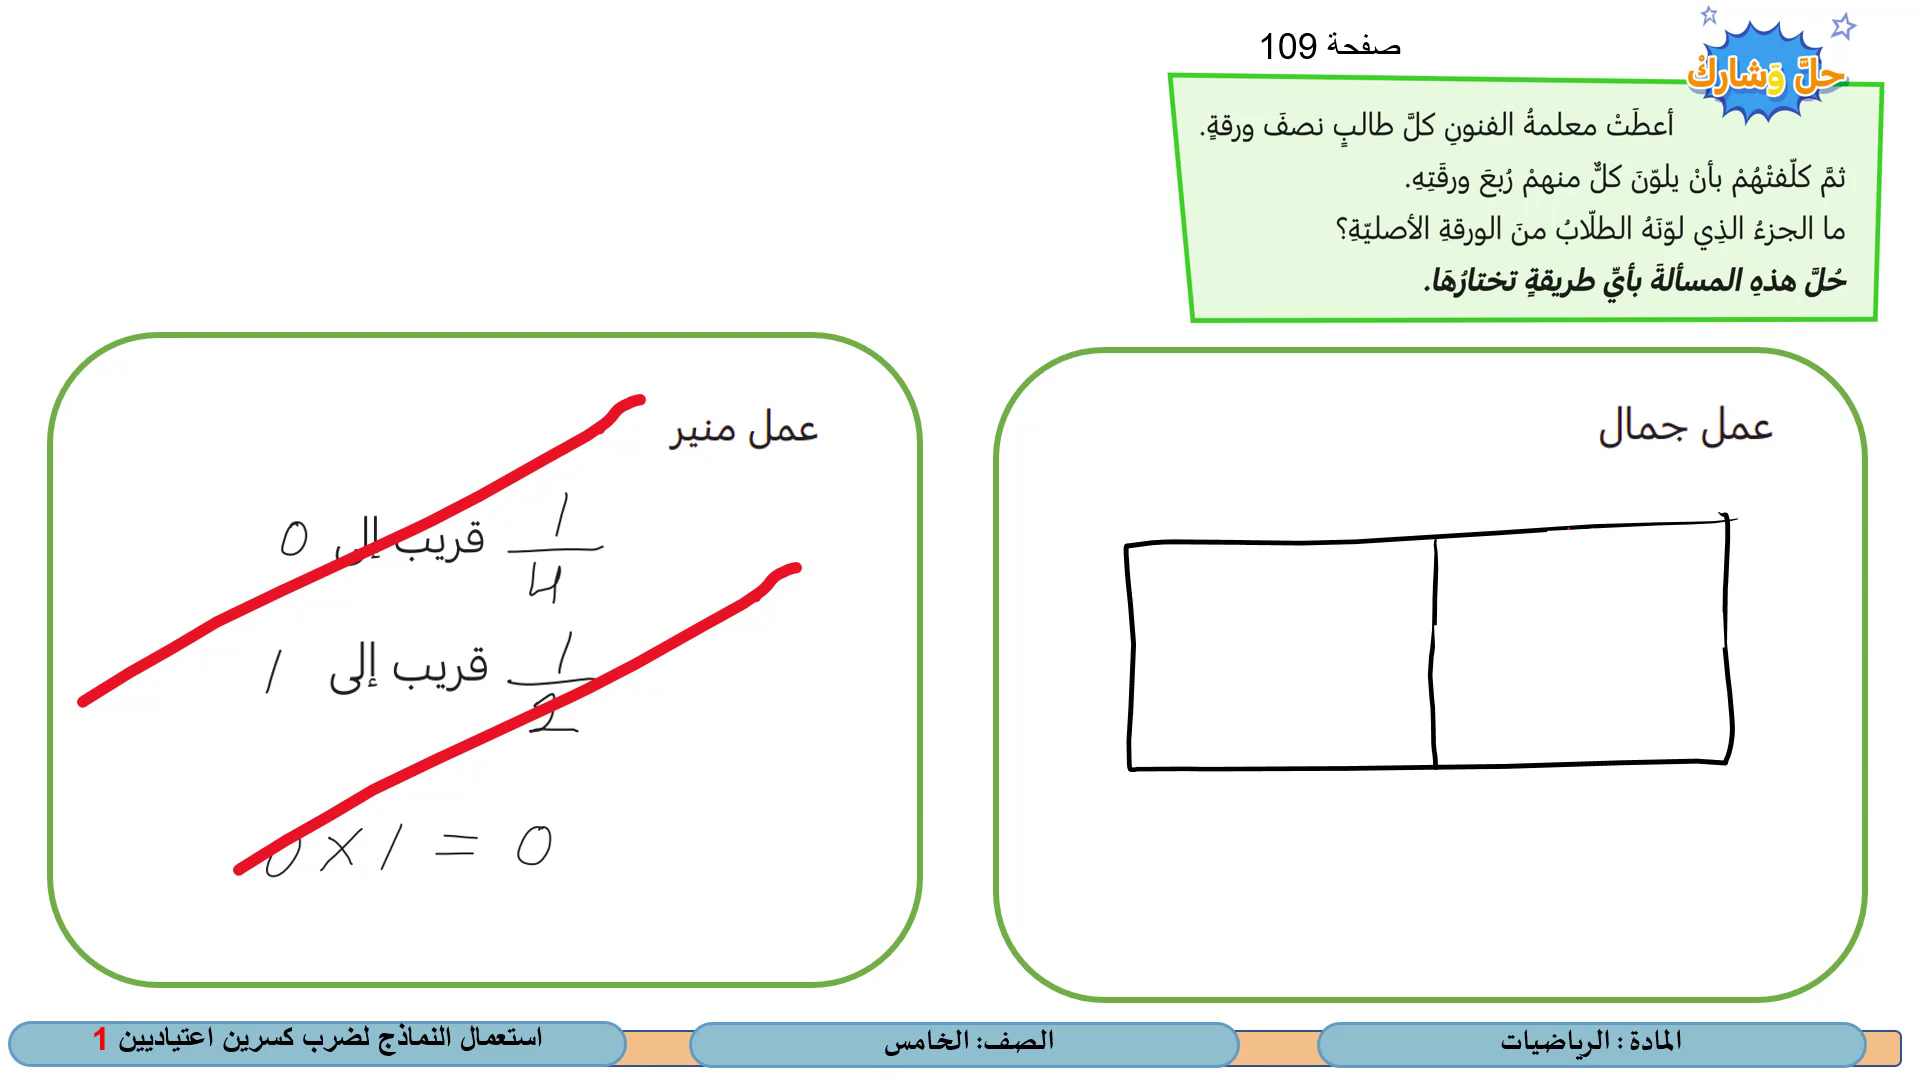 صفحة 109
حلَّ وَشاركْ
أعطَتْ معلمةُ الفنونِ كلَّ طالبٍ نصفَ ورقةٍ.
ثمَّ كلّفتْهُمْ بأنْ يلوّنَ كلٌّ منهمْ رُبعَ ورقَتِهِ.
ما الجزءُ الذِي لوّنَهُ الطلّابُ منَ الورقةِ الأصليّةِ؟
حُلَّ هذهِ المسألةَ بأيِّ طريقةٍ تختارُهَا.
عمل جمال
عمل منير
1/4 قريب إلى 0
1/2 قريب إلى 1
0 × 1 = 0
المادة : الرياضيات
الصف: الخامس
استعمال النماذج لضرب كسرين اعتياديين 1